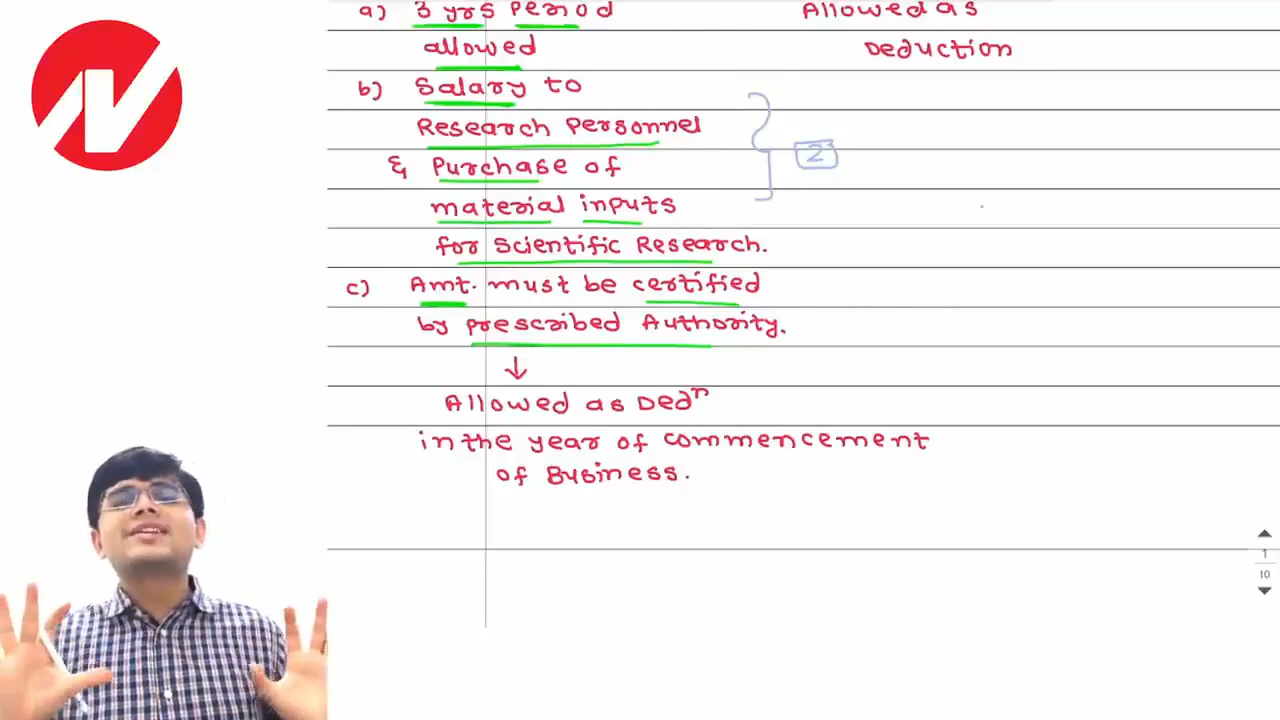 a) 3 yrs period
allowed
Allowed as
Deduction
b) Salary to
Research Personnel
& Purchase of
material inputs
for Scientific Research.
2
c) Amt. must be certified
by prescribed Authority.
↓
Allowed as Dedⁿ
in the year of commencement
of Business.
1
10